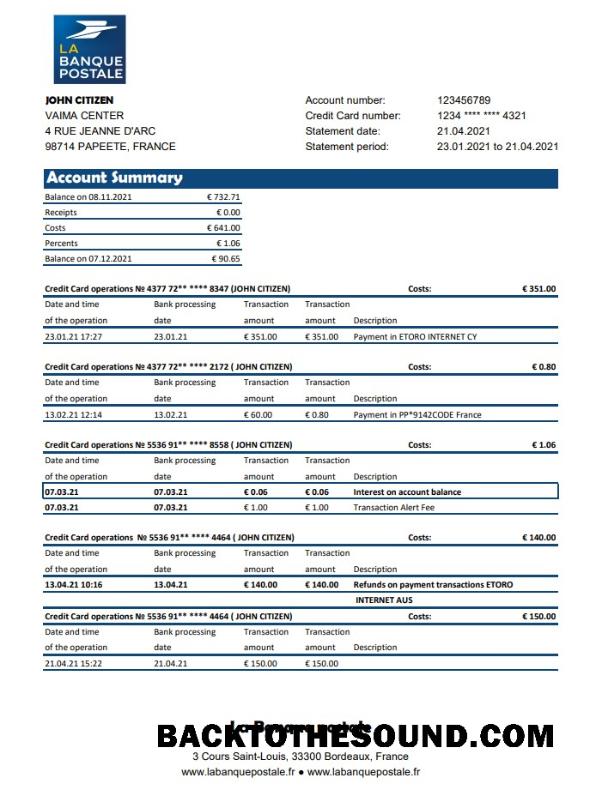 LA
BANQUE
POSTALE
JOHN CITIZEN
VAIMA CENTER
4 RUE JEANNE D'ARC
98714 PAPEETE, FRANCE
Account number: 123456789
Credit Card number: 1234 **** **** 4321
Statement date: 21.04.2021
Statement period: 23.01.2021 to 21.04.2021
Account Summary
Balance on 08.11.2021 € 732.71
Receipts € 0.00
Costs € 641.00
Percents € 1.06
Balance on 07.12.2021 € 90.65
Credit Card operations № 4377 72** **** 8347 (JOHN CITIZEN) Costs: € 351.00
Date and time Bank processing Transaction Transaction
of the operation date amount amount Description
23.01.21 17:27 23.01.21 € 351.00 € 351.00 Payment in ETORO INTERNET CY
Credit Card operations № 4377 72** **** 2172 ( JOHN CITIZEN) Costs: € 0.80
Date and time Bank processing Transaction Transaction
of the operation date amount amount Description
13.02.21 12:14 13.02.21 € 60.00 € 0.80 Payment in PP*9142CODE France
Credit Card operations № 5536 91** **** 8558 ( JOHN CITIZEN) Costs: € 1.06
Date and time Bank processing Transaction Transaction
of the operation date amount amount Description
07.03.21 07.03.21 € 0.06 € 0.06 Interest on account balance
07.03.21 07.03.21 € 1.00 € 1.00 Transaction Alert Fee
Credit Card operations № 5536 91** **** 4464 ( JOHN CITIZEN) Costs: € 140.00
Date and time Bank processing Transaction Transaction
of the operation date amount amount Description
13.04.21 10:16 13.04.21 € 140.00 € 140.00 Refunds on payment transactions ETORO
INTERNET AUS
Credit Card operations № 5536 91** **** 4464 ( JOHN CITIZEN) Costs: € 150.00
Date and time Bank processing Transaction Transaction
of the operation date amount amount Description
21.04.21 15:22 21.04.21 € 150.00 € 150.00
La Banque postale
BACKTOTHESOUND.COM
3 Cours Saint-Louis, 33300 Bordeaux, France
www.labanquepostale.fr ● www.labanquepostale.fr